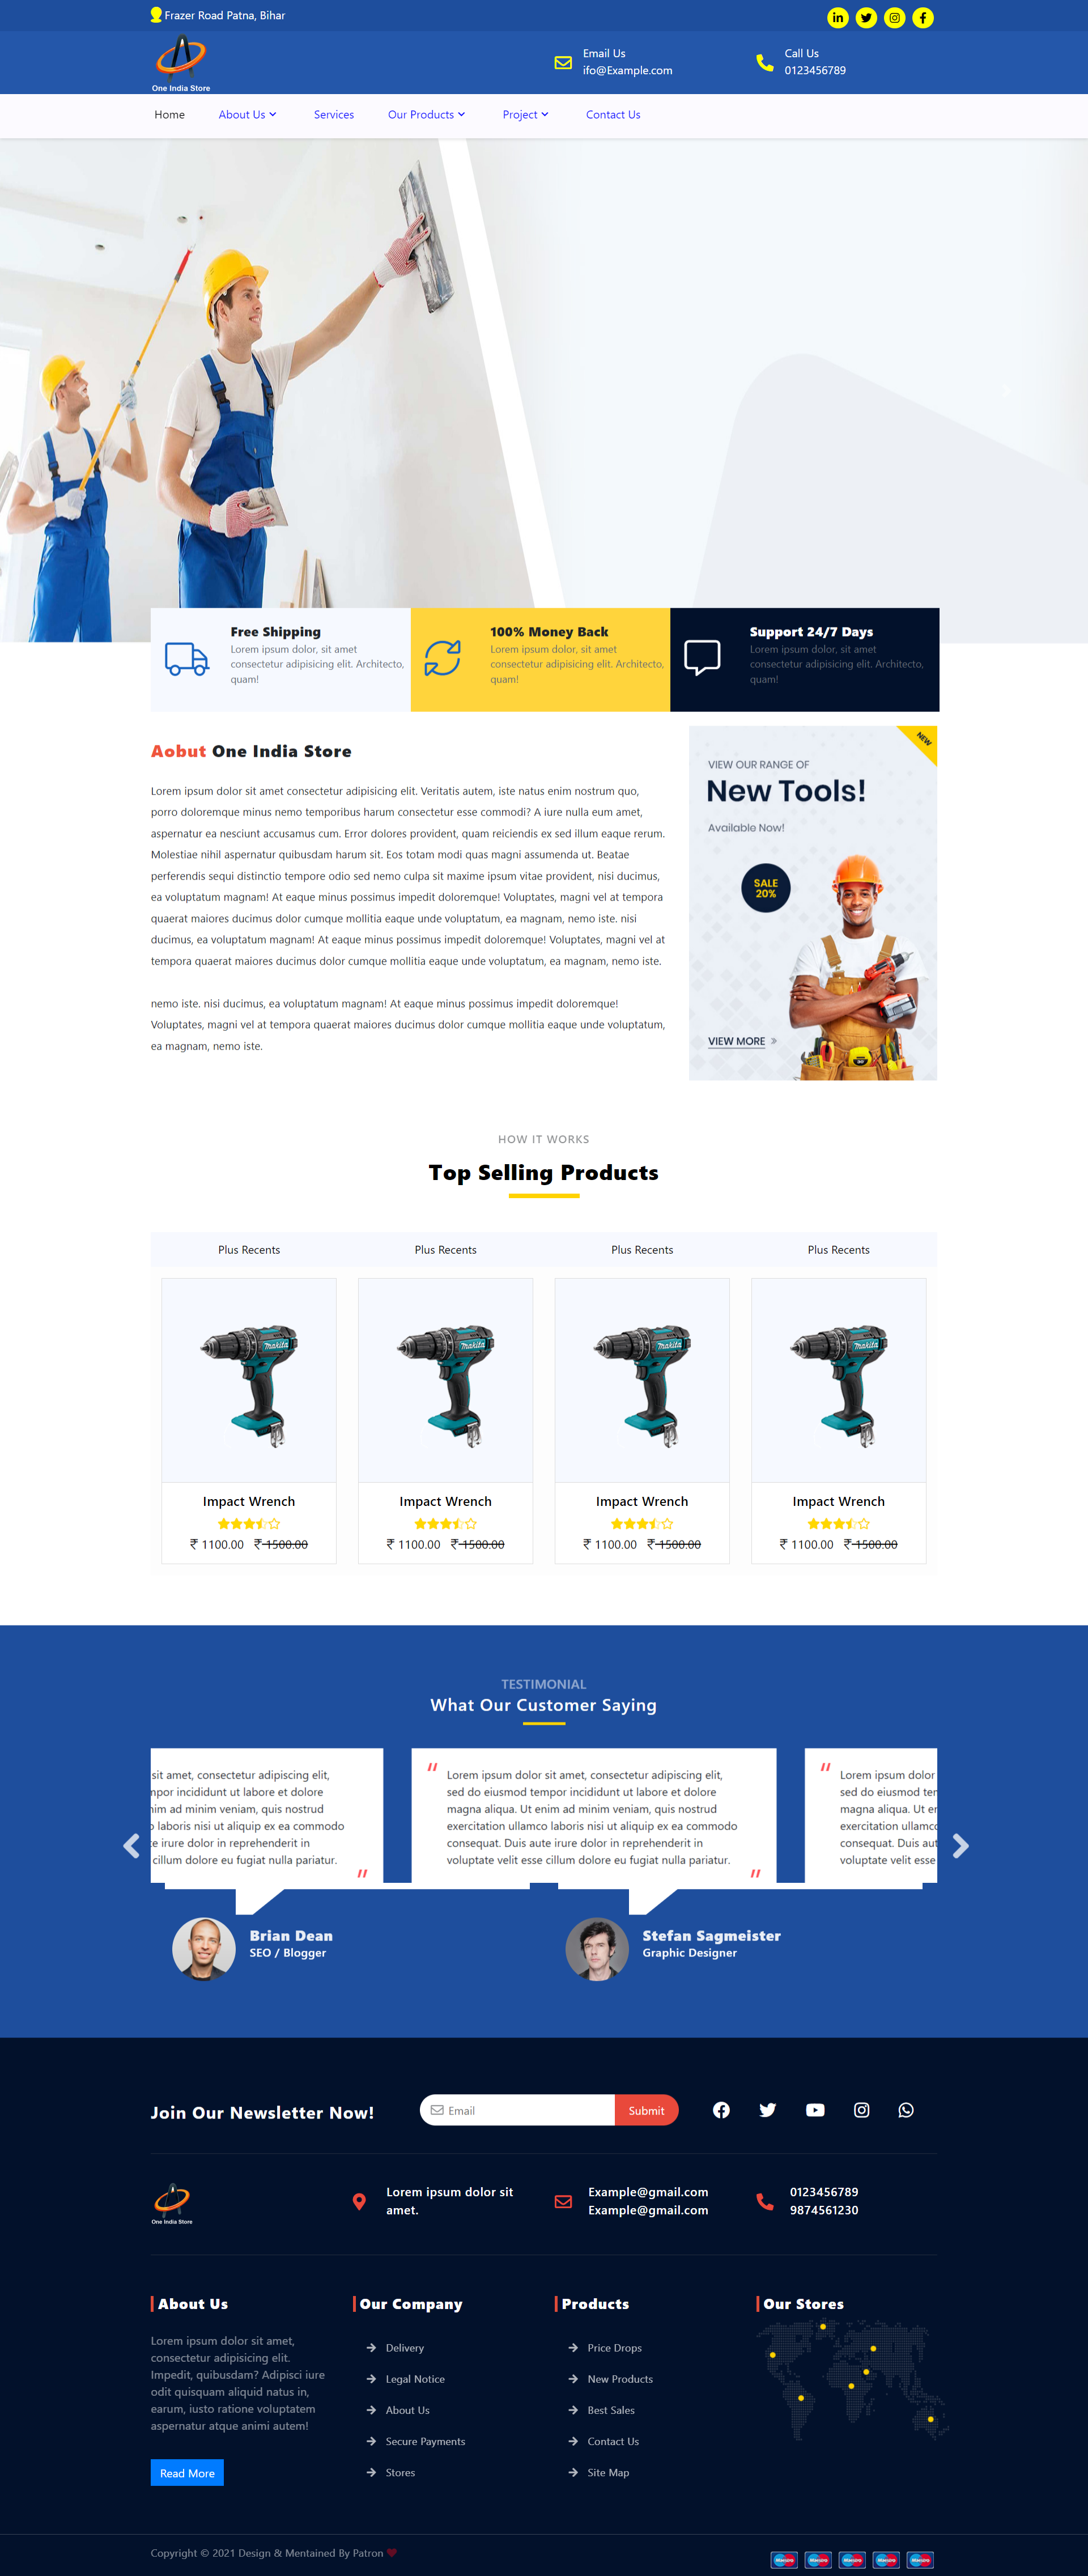 Frazer Road Patna, Bihar
One India Store
Email Us
ifo@Example.com
Call Us
0123456789
Home About Us Services Our Products Project Contact Us
Free Shipping
Lorem ipsum dolor, sit amet
consectetur adipisicing elit. Architecto,
quam!
100% Money Back
Lorem ipsum dolor, sit amet
consectetur adipisicing elit. Architecto,
quam!
Support 24/7 Days
Lorem ipsum dolor, sit amet
consectetur adipisicing elit. Architecto,
quam!
Aobut One India Store
Lorem ipsum dolor sit amet consectetur adipisicing elit. Veritatis autem, iste natus enim nostrum quo,
porro doloremque minus nemo temporibus harum consectetur esse commodi? A iure nulla eum amet,
aspernatur ea nesciunt accusamus cum. Error dolores provident, quam reiciendis ex sed illum eaque rerum.
Molestiae nihil aspernatur quibusdam harum sit. Eos totam modi quas magni assumenda ut. Beatae
perferendis sequi distinctio tempore odio sed nemo culpa sit maxime ipsum vitae provident, nisi ducimus,
ea voluptatum magnam! At eaque minus possimus impedit doloremque! Voluptates, magni vel at tempora
quaerat maiores ducimus dolor cumque mollitia eaque unde voluptatum, ea magnam, nemo iste. nisi
ducimus, ea voluptatum magnam! At eaque minus possimus impedit doloremque! Voluptates, magni vel at
tempora quaerat maiores ducimus dolor cumque mollitia eaque unde voluptatum, ea magnam, nemo iste.
nemo iste. nisi ducimus, ea voluptatum magnam! At eaque minus possimus impedit doloremque!
Voluptates, magni vel at tempora quaerat maiores ducimus dolor cumque mollitia eaque unde voluptatum,
ea magnam, nemo iste.
NEW
VIEW OUR RANGE OF
New Tools!
Available Now!
SALE
20%
VIEW MORE »
HOW IT WORKS
Top Selling Products
Plus Recents Plus Recents Plus Recents Plus Recents
makita makita makita makita
Impact Wrench Impact Wrench Impact Wrench Impact Wrench
₹ 1100.00 ₹ 1500.00 ₹ 1100.00 ₹ 1500.00 ₹ 1100.00 ₹ 1500.00 ₹ 1100.00 ₹ 1500.00
TESTIMONIAL
What Our Customer Saying
sit amet, consectetur adipiscing elit,
mpor incididunt ut labore et dolore
nim ad minim veniam, quis nostrud
o laboris nisi ut aliquip ex ea commodo
te irure dolor in reprehenderit in
cillum dolore eu fugiat nulla pariatur.
"
"
Lorem ipsum dolor sit amet, consectetur adipiscing elit,
sed do eiusmod tempor incididunt ut labore et dolore
magna aliqua. Ut enim ad minim veniam, quis nostrud
exercitation ullamco laboris nisi ut aliquip ex ea commodo
consequat. Duis aute irure dolor in reprehenderit in
voluptate velit esse cillum dolore eu fugiat nulla pariatur.
"
"
Lorem ipsum dolor
sed do eiusmod ter
magna aliqua. Ut er
exercitation ullamco
consequat. Duis aut
voluptate velit esse
Brian Dean
SEO / Blogger
Stefan Sagmeister
Graphic Designer
Join Our Newsletter Now!
Email
Submit
One India Store
Lorem ipsum dolor sit
amet.
Example@gmail.com
Example@gmail.com
0123456789
9874561230
About Us
Lorem ipsum dolor sit amet,
consectetur adipisicing elit.
Impedit, quibusdam? Adipisci iure
odit quisquam aliquid natus in,
earum, iusto ratione voluptatem
aspernatur atque animi autem!
Read More
Our Company
Delivery
Legal Notice
About Us
Secure Payments
Stores
Products
Price Drops
New Products
Best Sales
Contact Us
Site Map
Our Stores
Copyright © 2021 Design & Mentained By Patron
Maestro Maestro Maestro Maestro Maestro